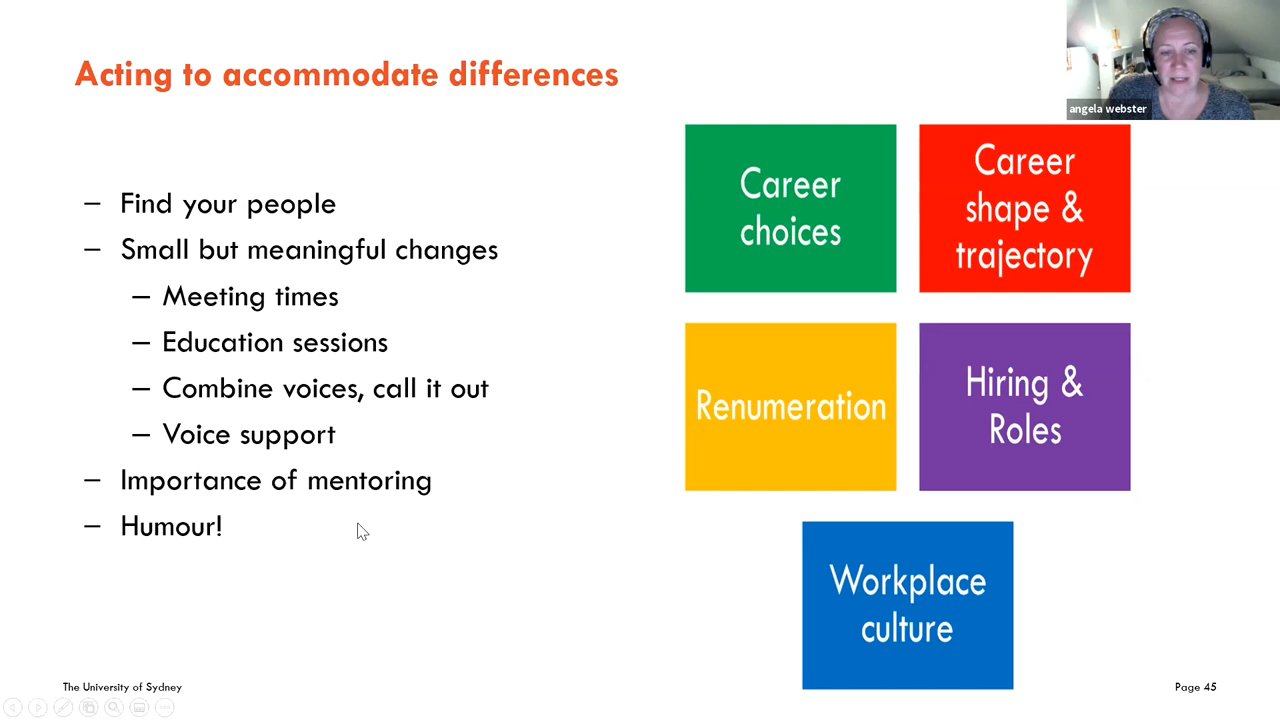 Acting to accommodate differences
angela webster
– Find your people
– Small but meaningful changes
– Meeting times
– Education sessions
– Combine voices, call it out
– Voice support
– Importance of mentoring
– Humour!
Career
choices
Career
shape &
trajectory
Renumeration
Hiring &
Roles
Workplace
culture
The University of Sydney
Page 45